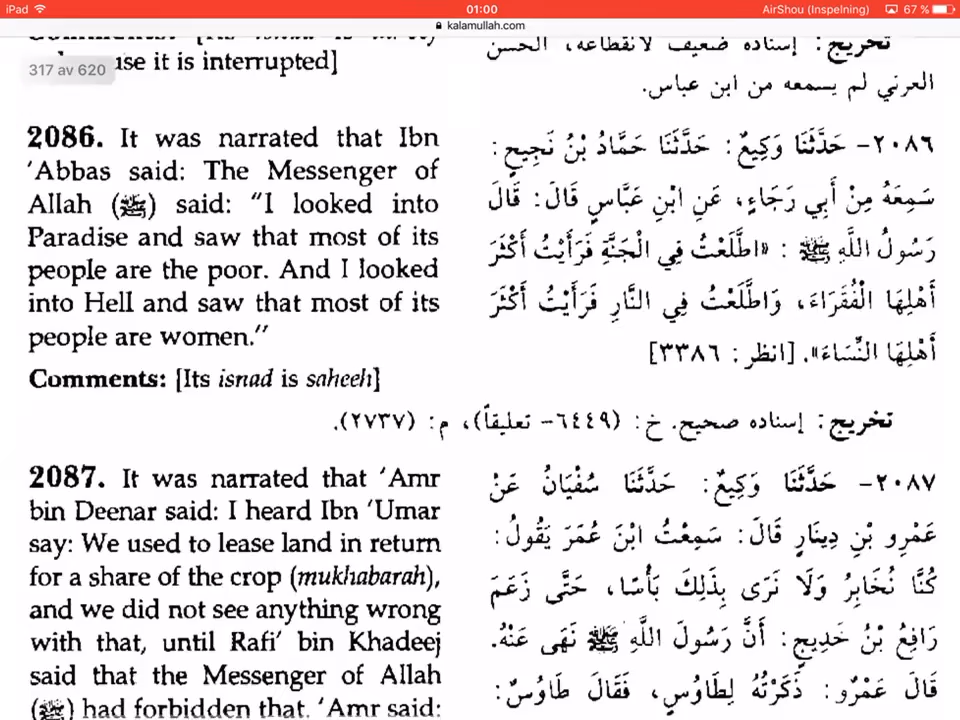 iPad 01:00 AirShou (Inspelning) 67 %
kalamullah.com
317 av 620
use it is interrupted]
2086. It was narrated that Ibn
'Abbas said: The Messenger of
Allah (ﷺ) said: "I looked into
Paradise and saw that most of its
people are the poor. And I looked
into Hell and saw that most of its
people are women."
Comments: [Its isnad is saheeh]
2087. It was narrated that 'Amr
bin Deenar said: I heard Ibn 'Umar
say: We used to lease land in return
for a share of the crop (mukhabarah),
and we did not see anything wrong
with that, until Rafi' bin Khadeej
said that the Messenger of Allah
(ﷺ) had forbidden that. 'Amr said:
تخريج: إسناده ضعيف لانقطاعه، الحسن
العرني لم يسمعه من ابن عباس.
٢٠٨٦- حَدَّثَنَا وَكِيعٌ: حَدَّثَنَا حَمَّادُ بْنُ نَجِيحٍ:
سَمِعَهُ مِنْ أَبِي رَجَاءٍ، عَنِ ابْنِ عَبَّاسٍ قَالَ: قَالَ
رَسُولُ اللَّهِ ﷺ: «اطَّلَعْتُ فِي الْجَنَّةِ فَرَأَيْتُ أَكْثَرَ
أَهْلِهَا الْفُقَرَاءَ، وَاطَّلَعْتُ فِي النَّارِ فَرَأَيْتُ أَكْثَرَ
أَهْلِهَا النِّسَاءَ». [انظر: ٣٣٨٦]
تخريج: إسناده صحيح. خ: (٦٤٤٩- تعليقاً)، م: (٢٧٣٧).
٢٠٨٧- حَدَّثَنَا وَكِيعٌ: حَدَّثَنَا سُفْيَانُ عَنْ
عَمْرِو بْنِ دِينَارٍ قَالَ: سَمِعْتُ ابْنَ عُمَرَ يَقُولُ:
كُنَّا نُخَابِرُ وَلَا نَرَى بِذَلِكَ بَأْسًا، حَتَّى زَعَمَ
رَافِعُ بْنُ خَدِيجٍ: أَنَّ رَسُولَ اللَّهِ ﷺ نَهَى عَنْهُ.
قَالَ عَمْرٌو: ذَكَرْتُهُ لِطَاوُسٍ، فَقَالَ طَاوُسٌ: